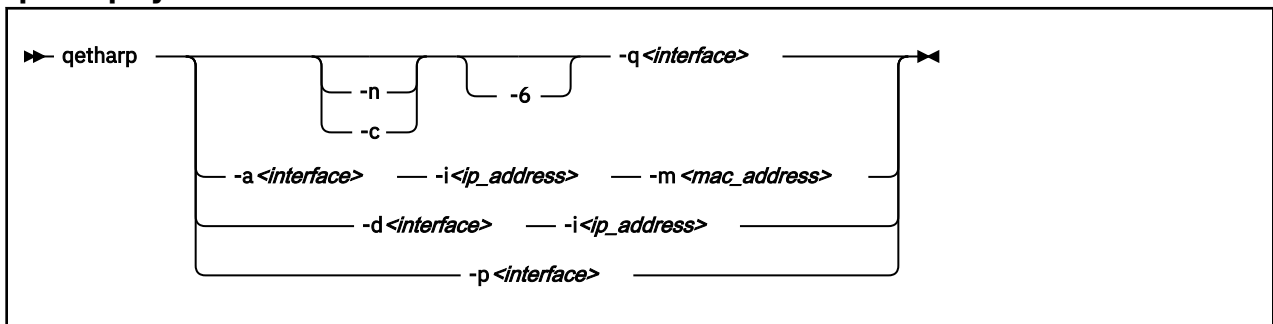 qetharp -q<interface>
-n -6
-c
-a<interface> -i<ip_address> -m<mac_address>
-d<interface> -i<ip_address>
-p<interface>